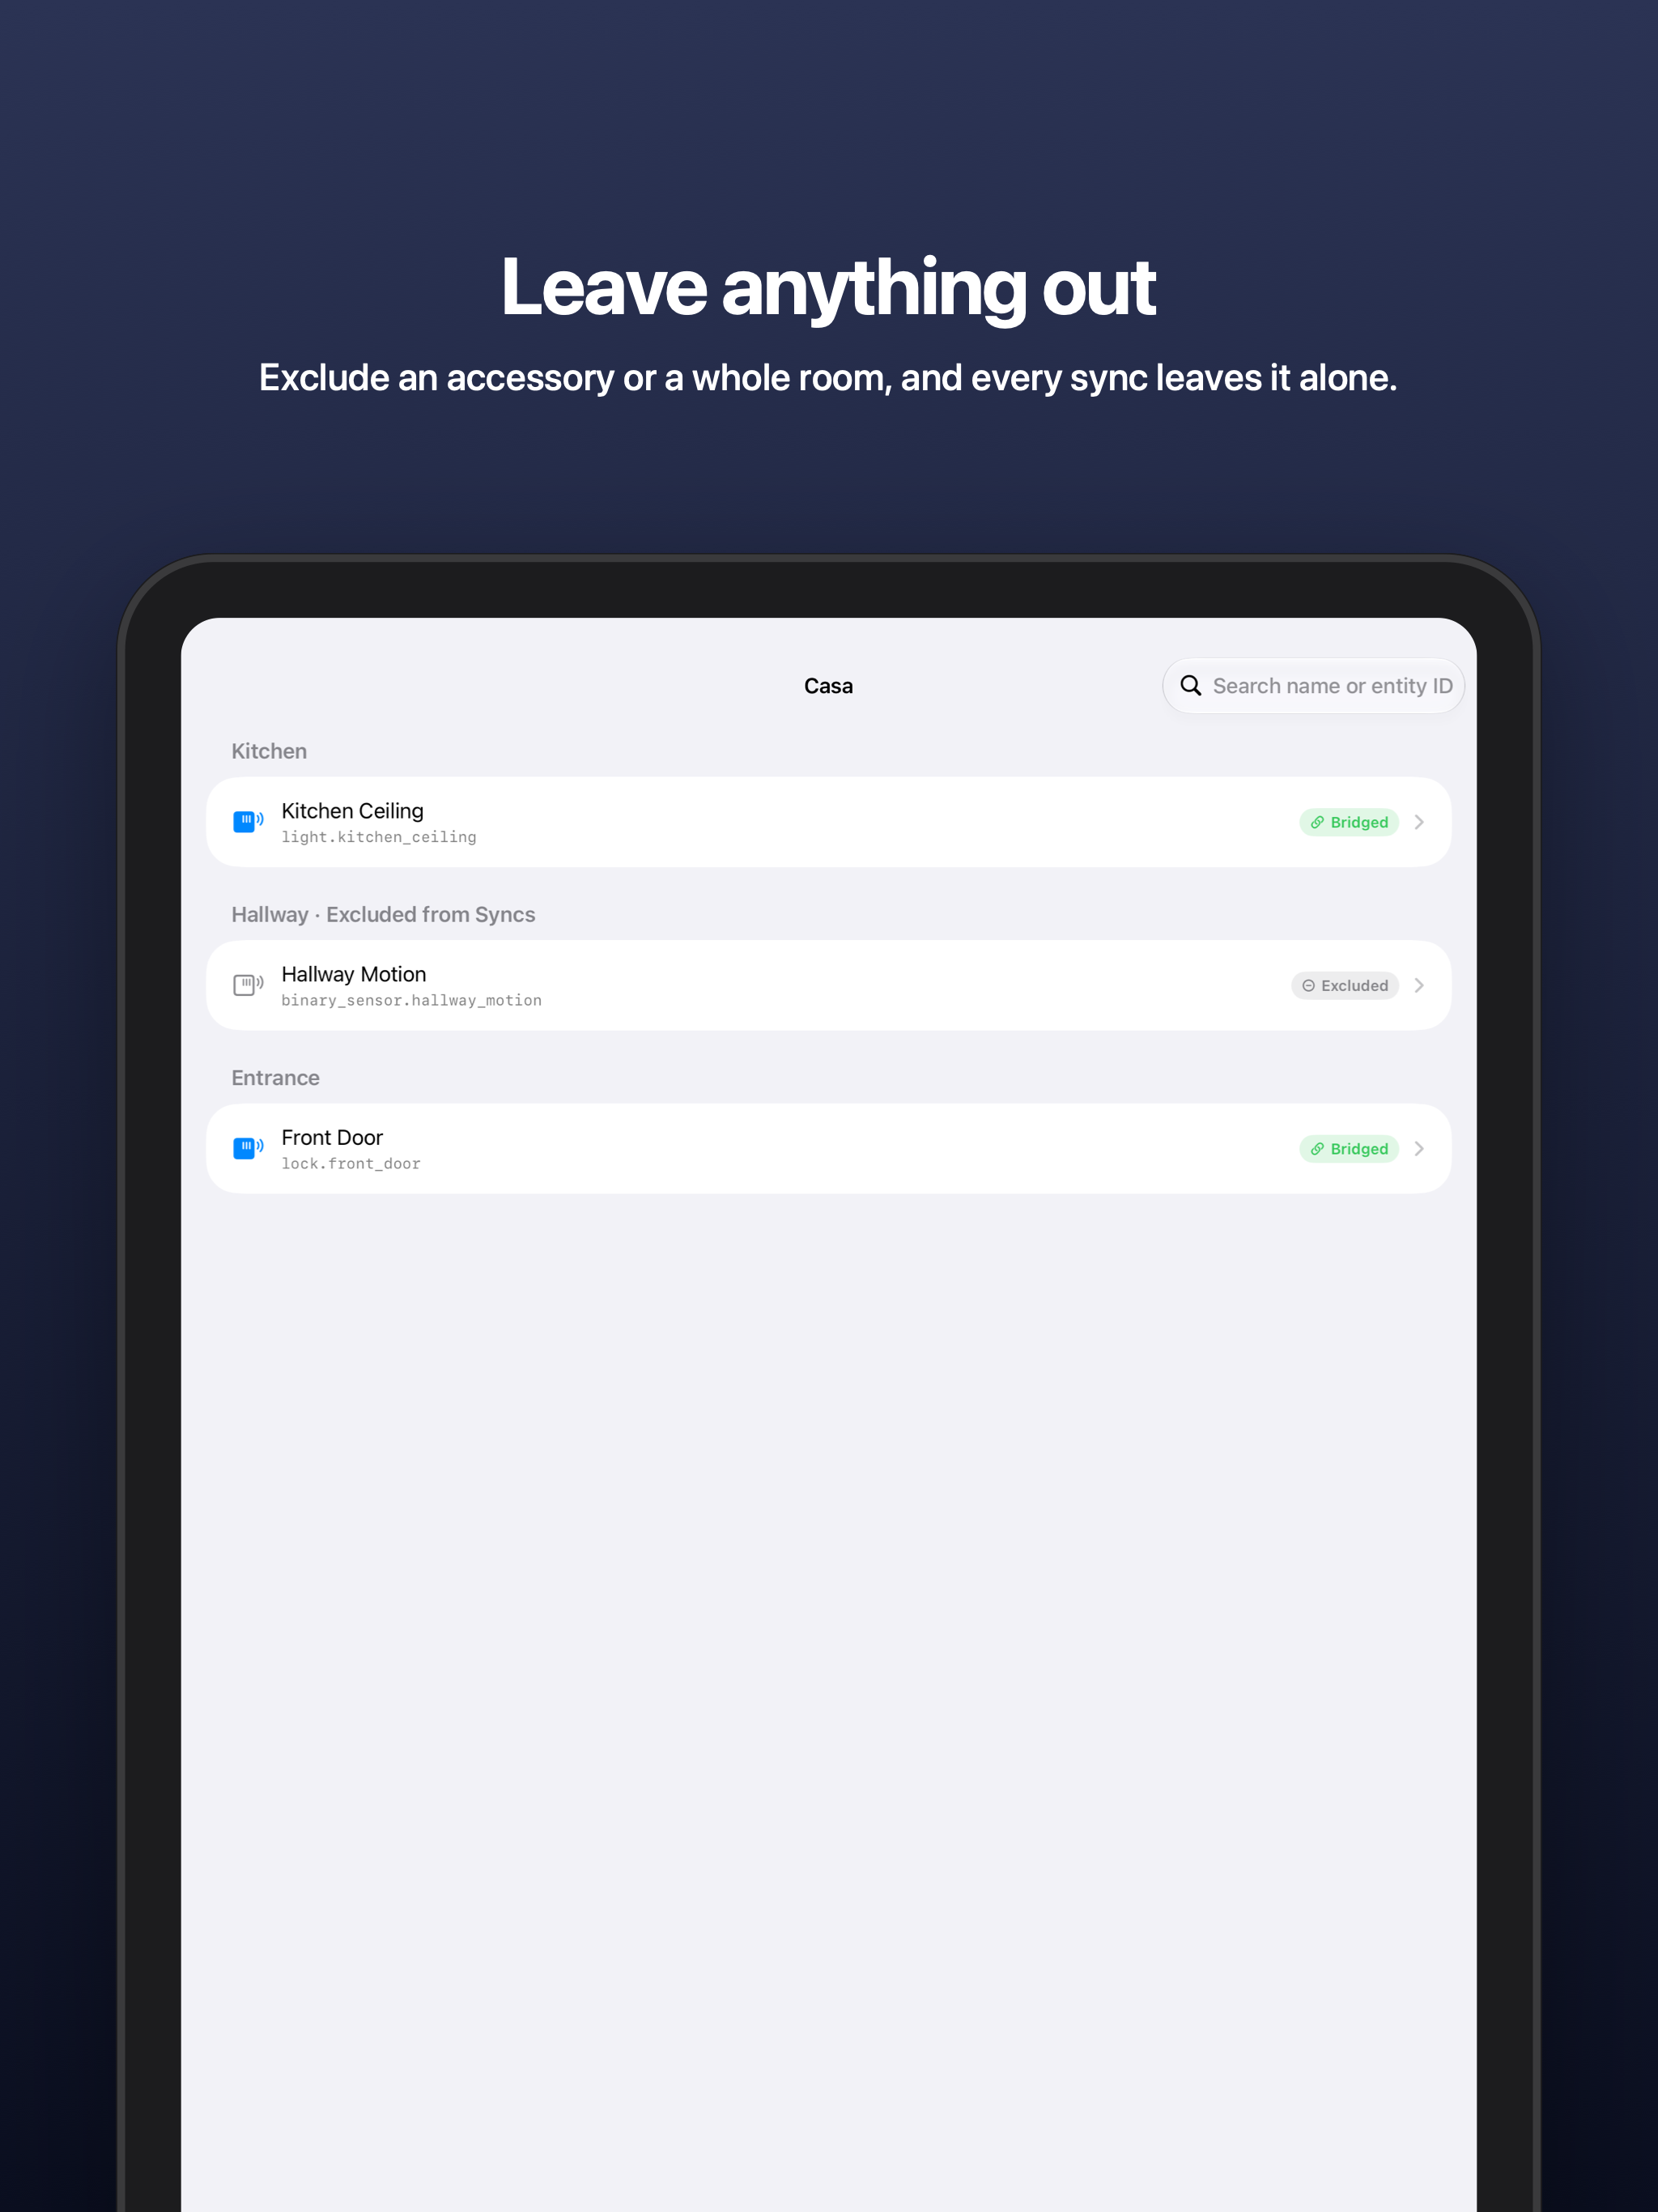 Leave anything out
Exclude an accessory or a whole room, and every sync leaves it alone.
Casa
Search name or entity ID
Kitchen
Kitchen Ceiling
light.kitchen_ceiling
Bridged
Hallway · Excluded from Syncs
Hallway Motion
binary_sensor.hallway_motion
Excluded
Entrance
Front Door
lock.front_door
Bridged